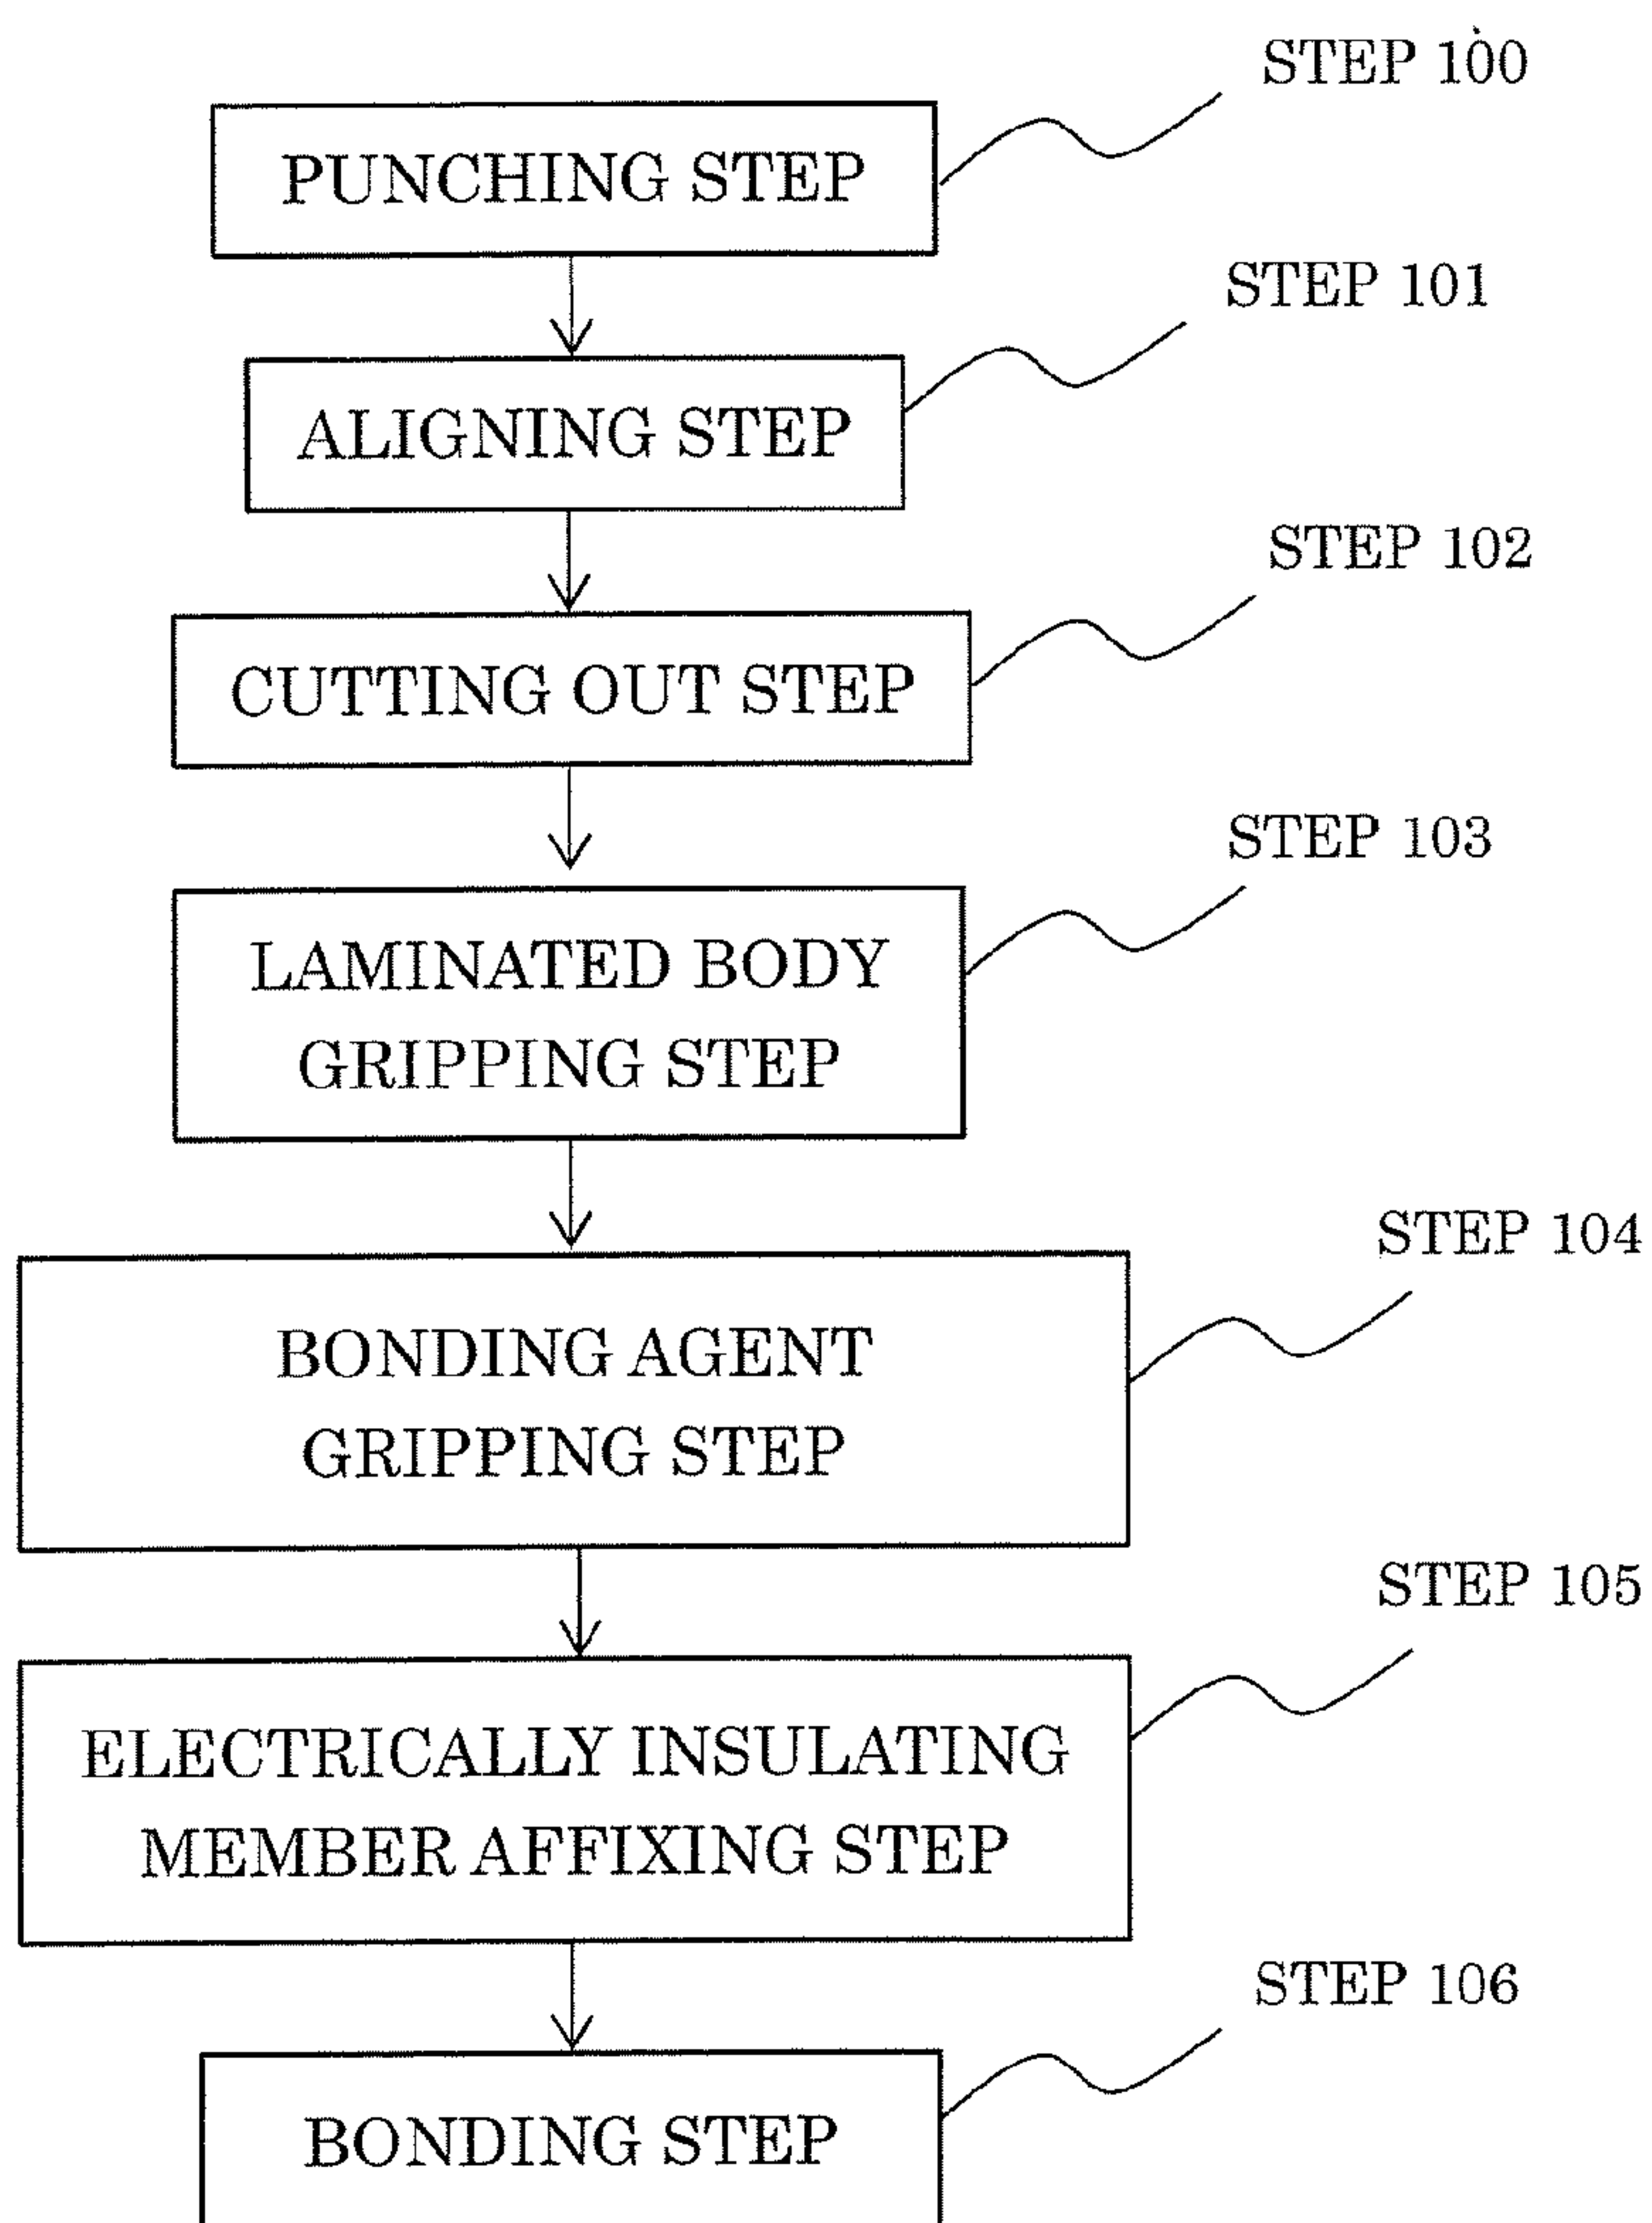 STEP 100
PUNCHING STEP
STEP 101
ALIGNING STEP
STEP 102
CUTTING OUT STEP
STEP 103
LAMINATED BODY
GRIPPING STEP
STEP 104
BONDING AGENT
GRIPPING STEP
STEP 105
ELECTRICALLY INSULATING
MEMBER AFFIXING STEP
STEP 106
BONDING STEP